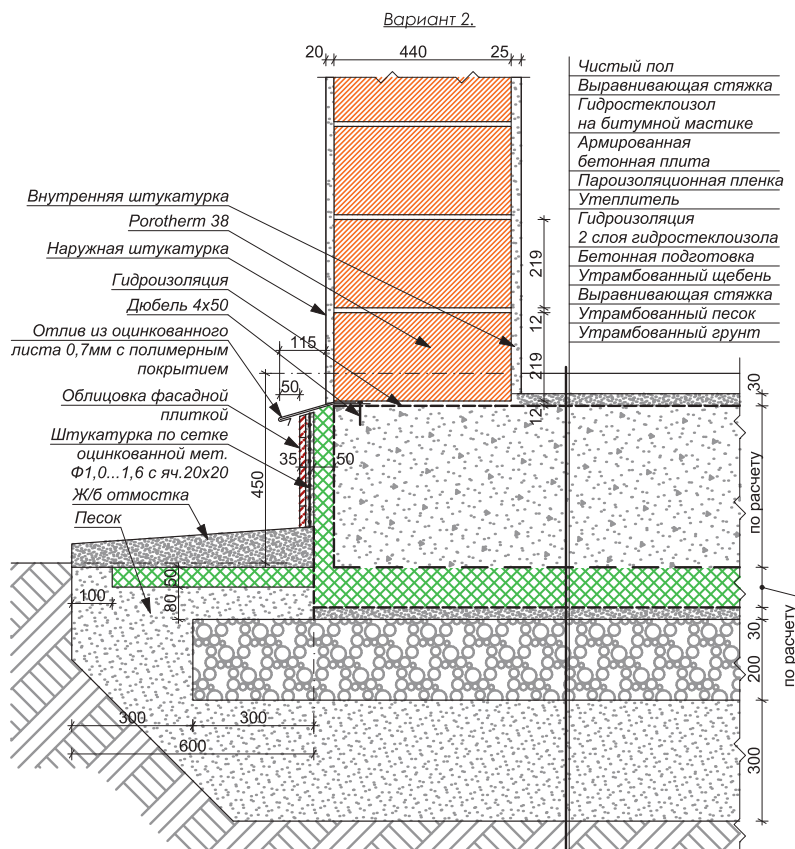 Вариант 2.
20
440
25
Чистый пол
Выравнивающая стяжка
Гидростеклоизол
на битумной мастике
Армированная
бетонная плита
Пароизоляционная пленка
Утеплитель
Гидроизоляция
2 слоя гидростеклоизола
Бетонная подготовка
Утрамбованный щебень
Выравнивающая стяжка
Утрамбованный песок
Утрамбованный грунт
Внутренняя штукатурка
Porotherm 38
Наружная штукатурка
Гидроизоляция
Дюбель 4х50
Отлив из оцинкованного
листа 0,7мм с полимерным
покрытием
Облицовка фасадной
плиткой
Штукатурка по сетке
оцинкованной мет.
Ф1,0...1,6 с яч.20х20
Ж/б отмостка
Песок
115
50
35
50
450
219
12
219
12
30
по расчету
100
50
80
30
200
300
по расчету
300
300
600